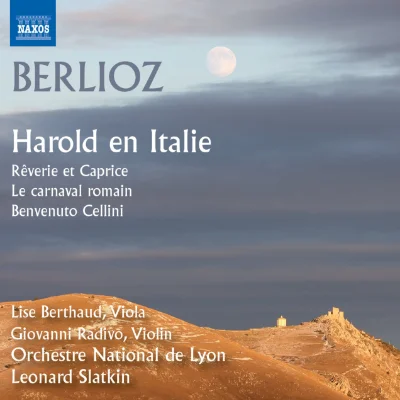 NAXOS
BERLIOZ
Harold en Italie
Rêverie et Caprice
Le carnaval romain
Benvenuto Cellini
Lise Berthaud, Viola
Giovanni Radivo, Violin
Orchestre National de Lyon
Leonard Slatkin